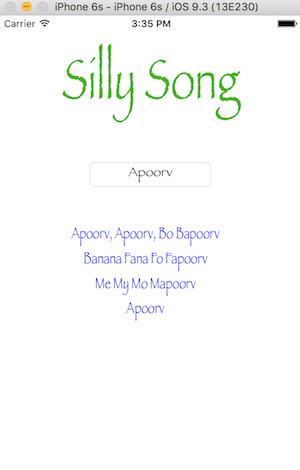 iPhone 6s - iPhone 6s / iOS 9.3 (13E230)
Carrier 3:35 PM
Silly Song
Apoorv
Apoorv, Apoorv, Bo Bapoorv
Banana Fana Fo Fapoorv
Me My Mo Mapoorv
Apoorv